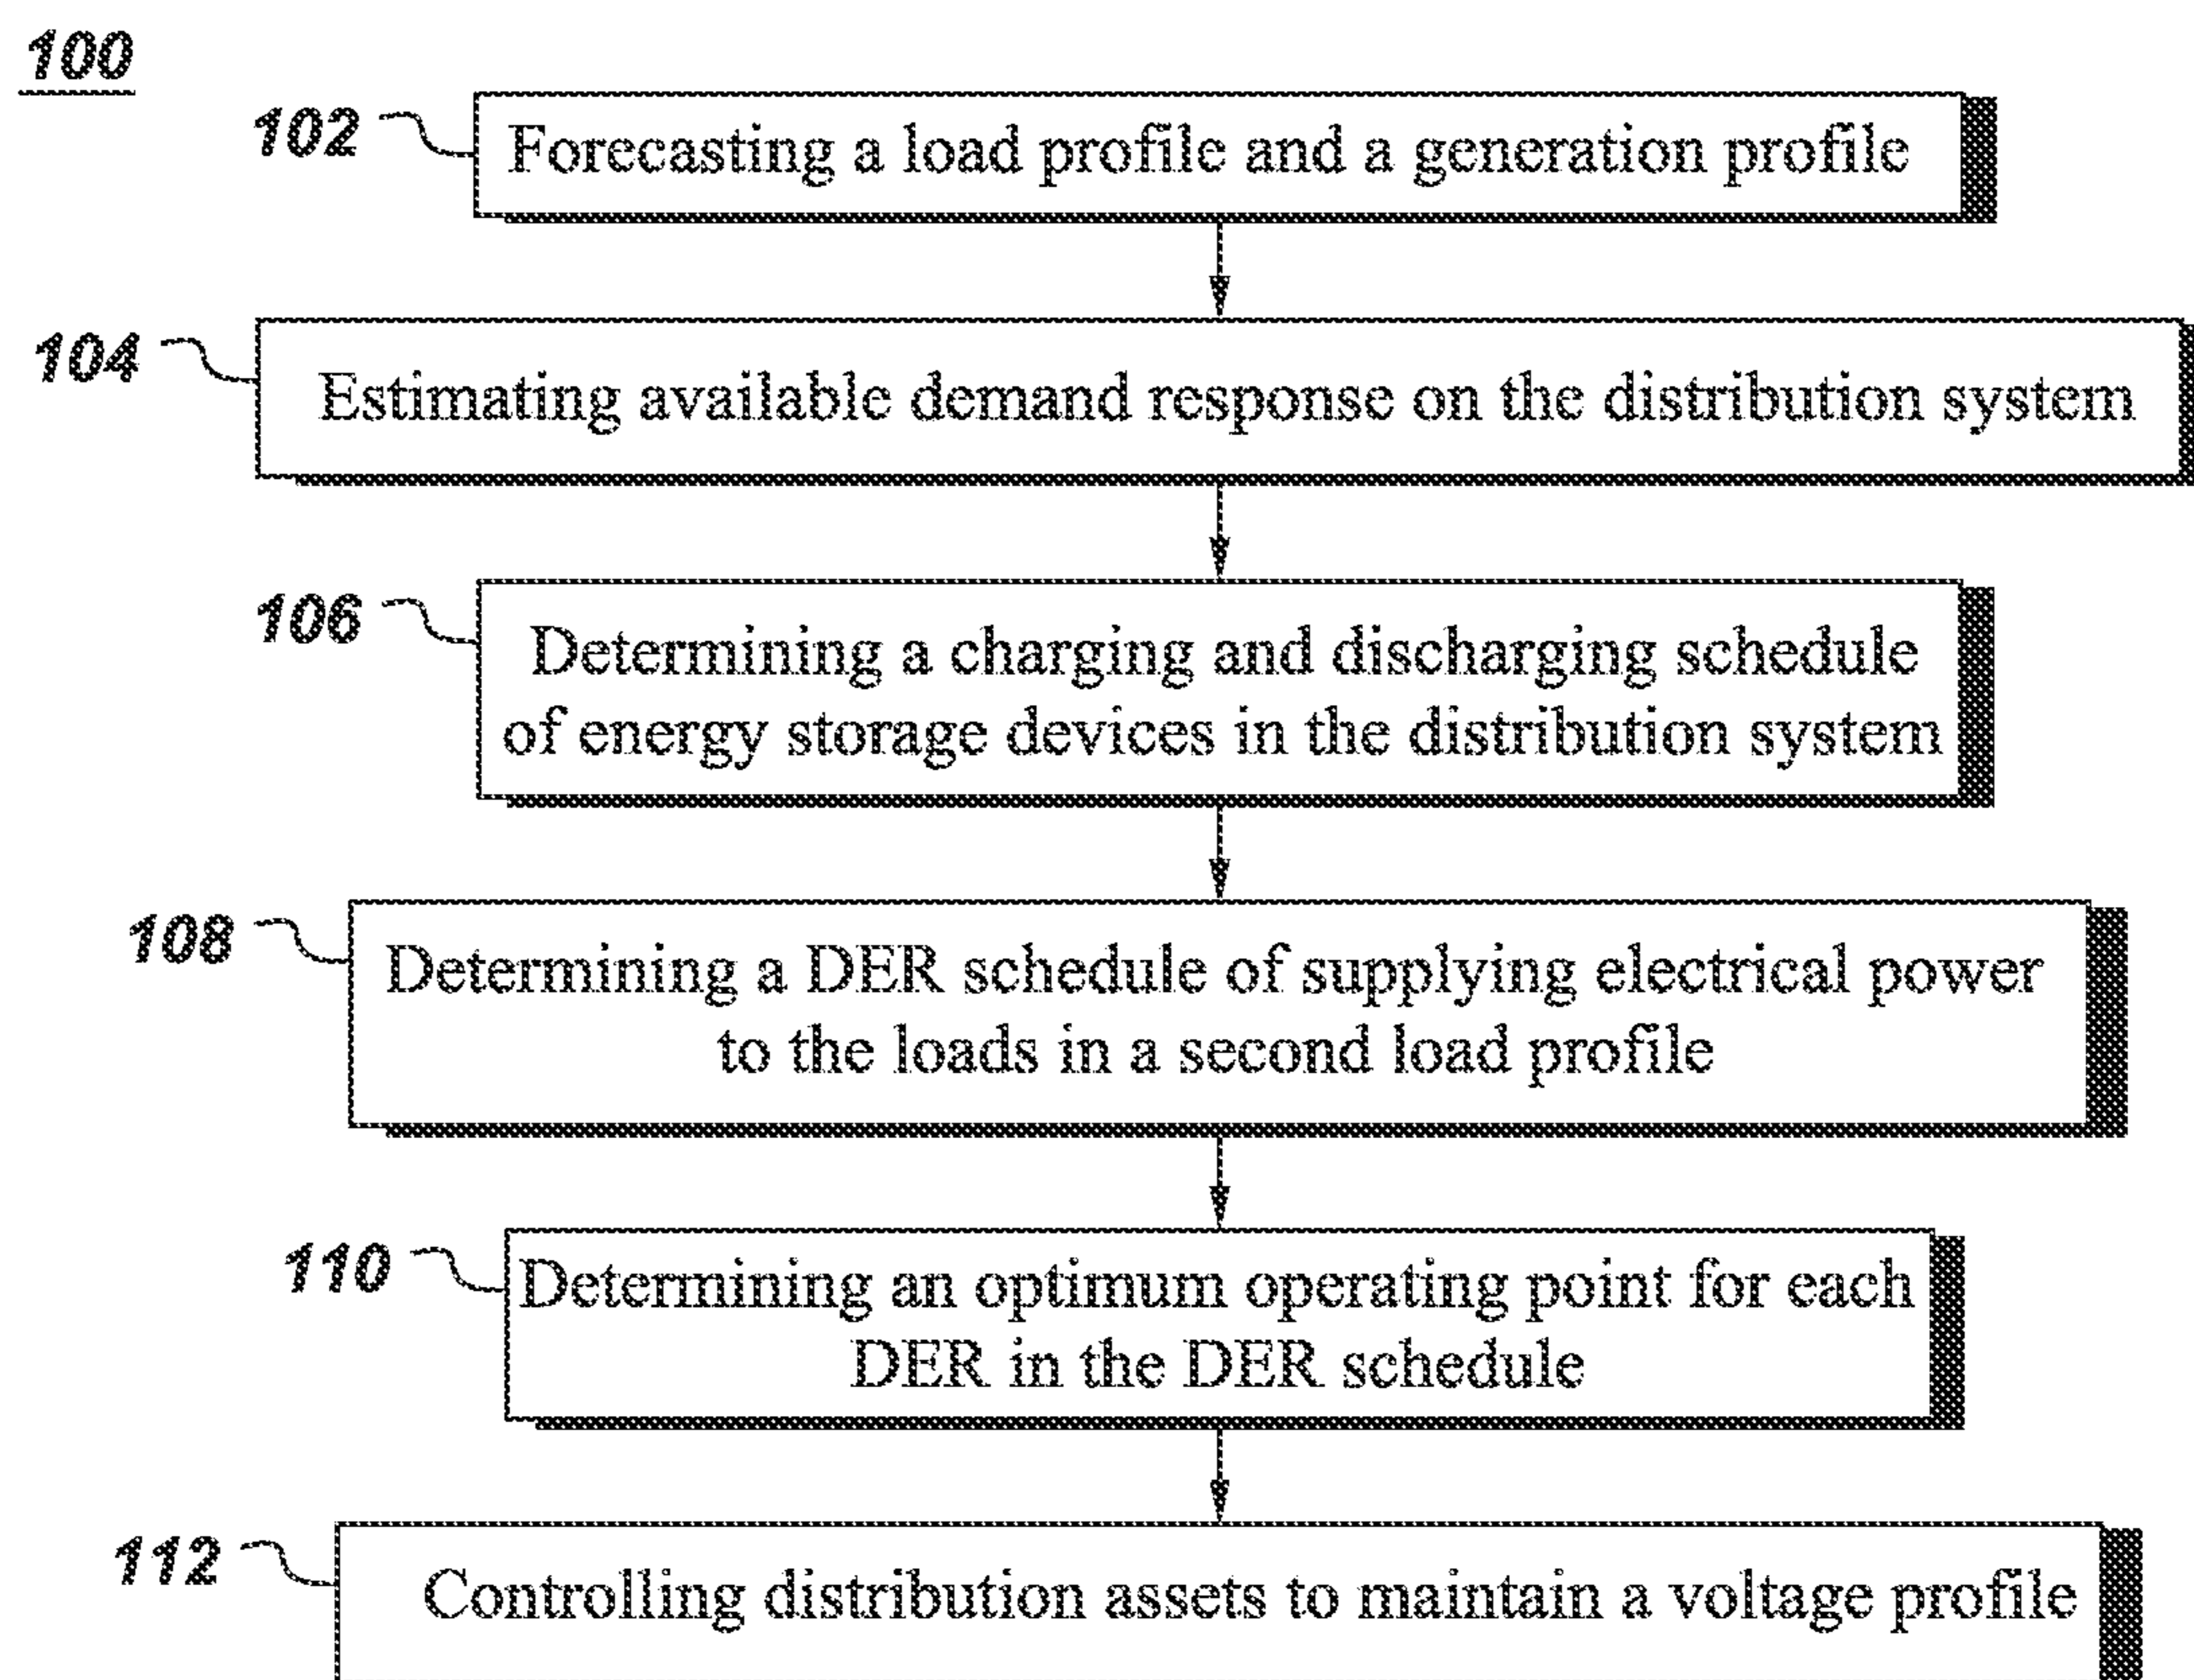 100
102
Forecasting a load profile and a generation profile
104
Estimating available demand response on the distribution system
106
Determining a charging and discharging schedule
of energy storage devices in the distribution system
108
Determining a DER schedule of supplying electrical power
to the loads in a second load profile
110
Determining an optimum operating point for each
DER in the DER schedule
112
Controlling distribution assets to maintain a voltage profile